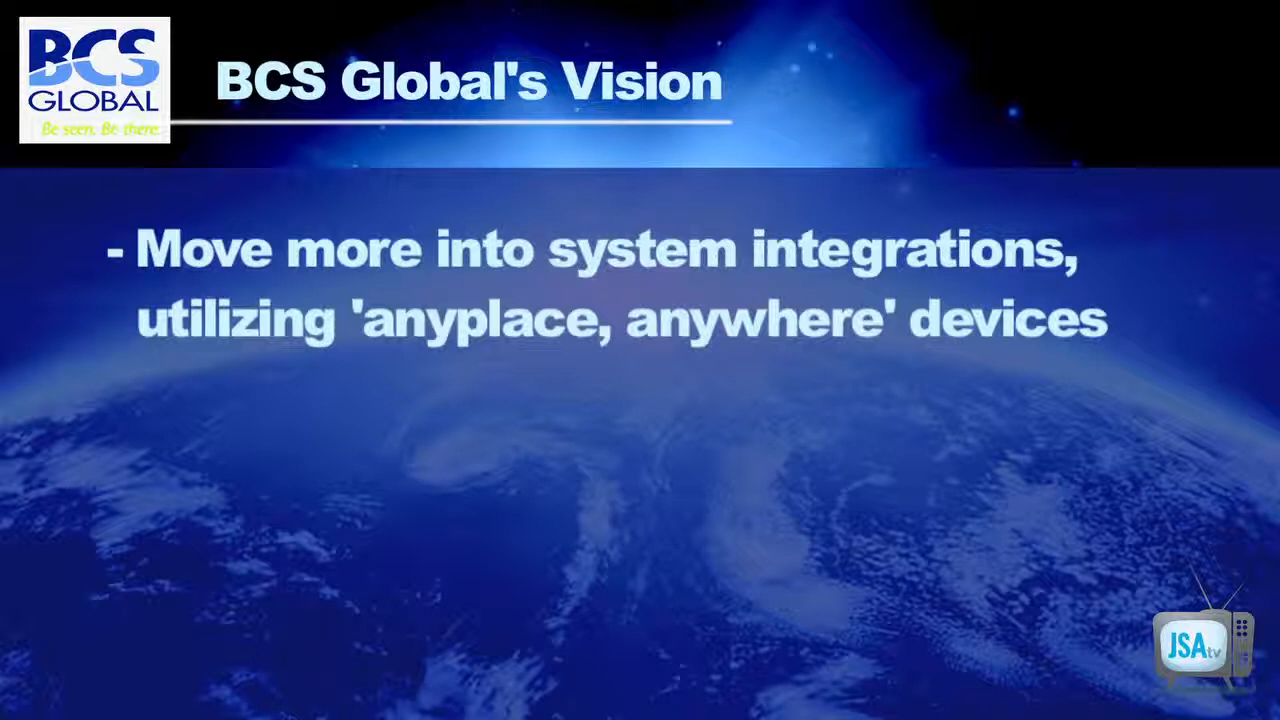 BCS
GLOBAL
Be seen. Be there.
BCS Global's Vision
- Move more into system integrations,
utilizing 'anyplace, anywhere' devices
JSAtv